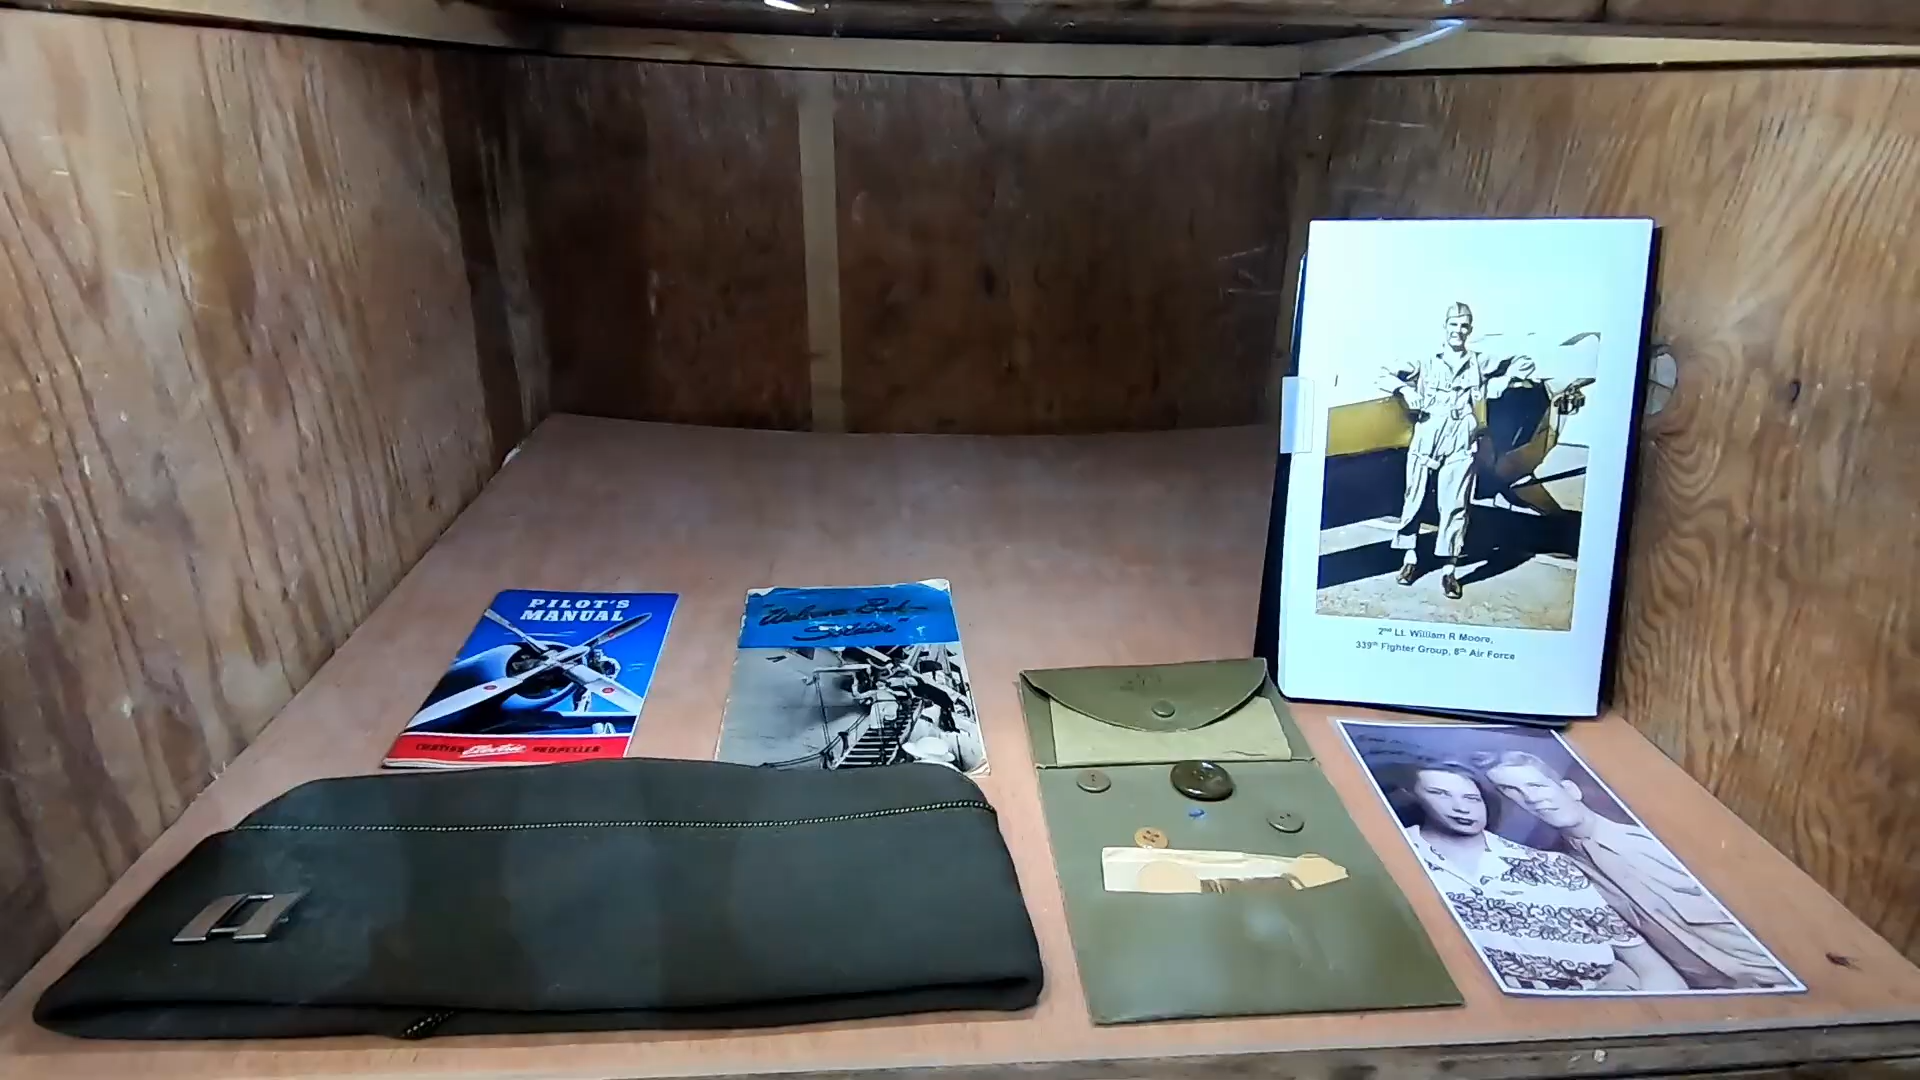 PILOT'S
MANUAL
CURTISS Electric PROPELLER
"Welcome Back
Soldier"
2nd Lt. William R Moore,
339th Fighter Group, 8th Air Force